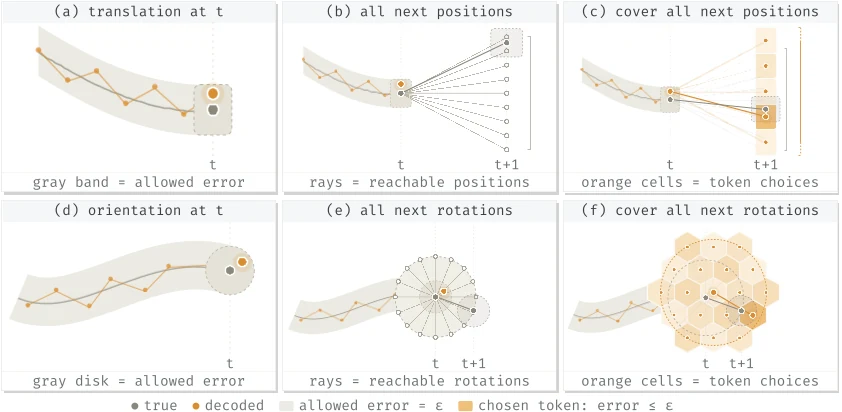 (a) translation at t
t
gray band = allowed error
(b) all next positions
t t+1
rays = reachable positions
(c) cover all next positions
t t+1
orange cells = token choices
(d) orientation at t
t
gray disk = allowed error
(e) all next rotations
t t+1
rays = reachable rotations
(f) cover all next rotations
t t+1
orange cells = token choices
true decoded allowed error = ε chosen token: error ≤ ε